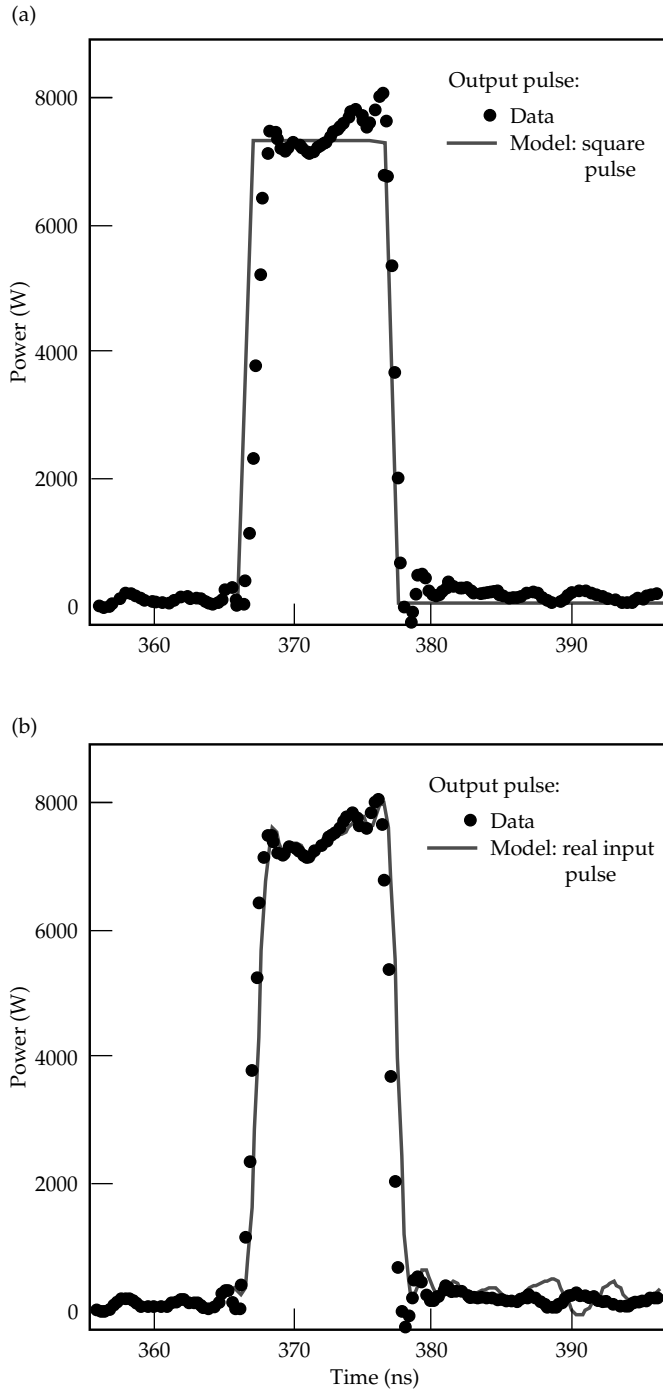 (a)
Output pulse:
Data
Model: square
pulse
8000
6000
4000
2000
0
Power (W)
360
370
380
390
(b)
Output pulse:
Data
Model: real input
pulse
8000
6000
4000
2000
0
Power (W)
360
370
380
390
Time (ns)